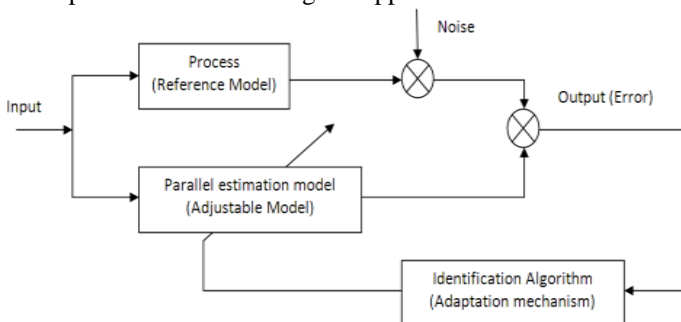 Noise
Process
(Reference Model)
Input
Output (Error)
Parallel estimation model
(Adjustable Model)
Identification Algorithm
(Adaptation mechanism)